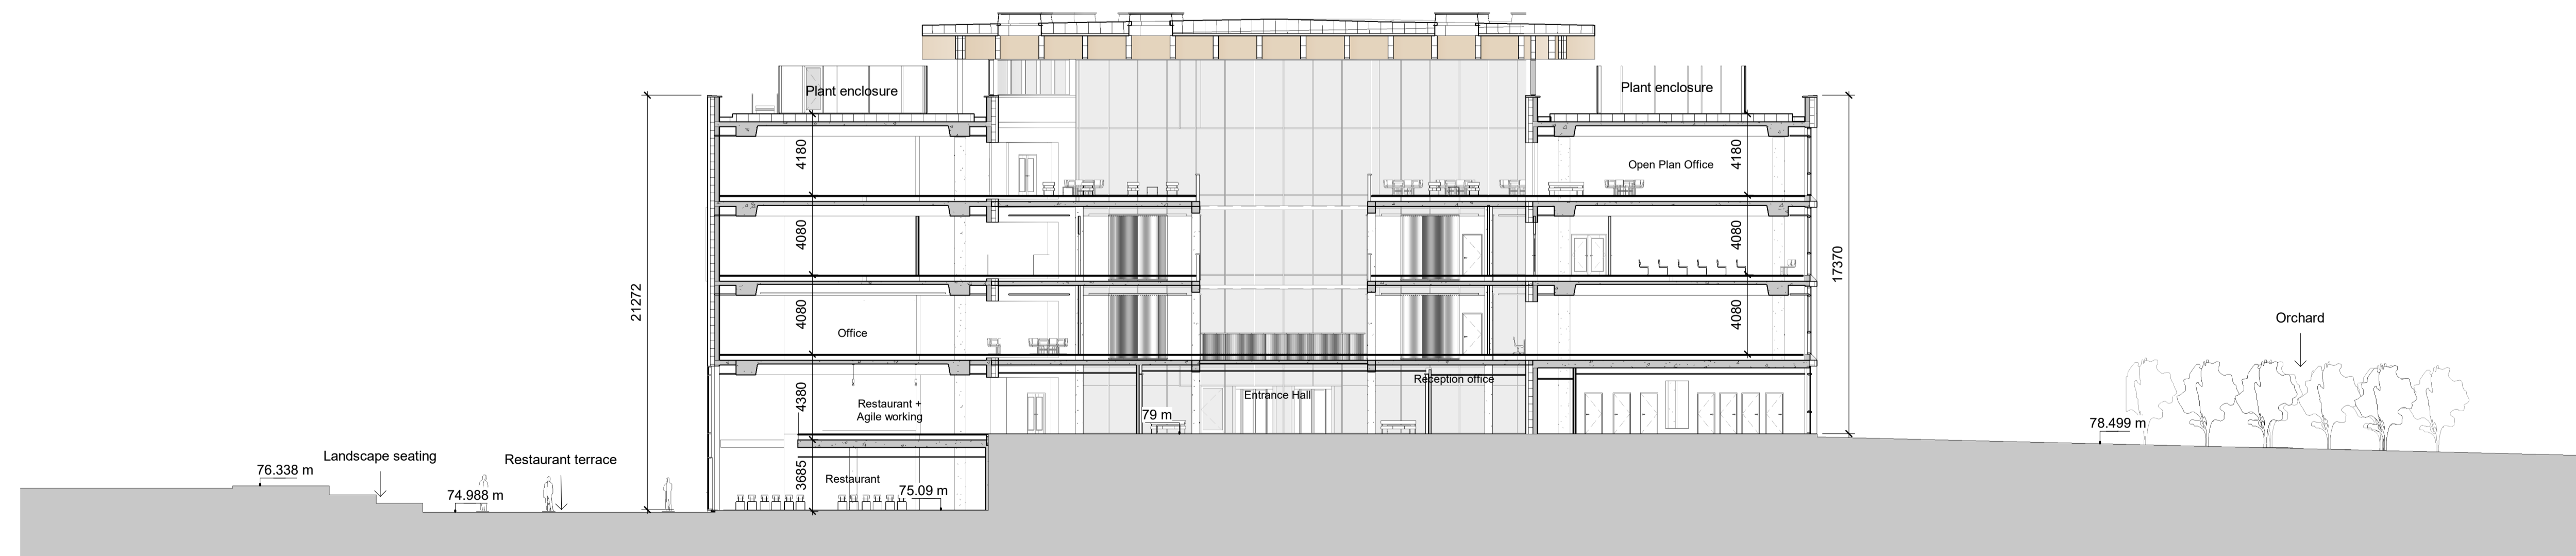 Plant enclosure
Plant enclosure
4180
4180
Open Plan Office
4080
4080
21272
17370
4080
4080
Office
Orchard
4380
Restaurant +
Agile working
Reception office
Entrance Hall
79 m
78.499 m
Landscape seating
Restaurant terrace
76.338 m
74.988 m
3685
Restaurant
75.09 m